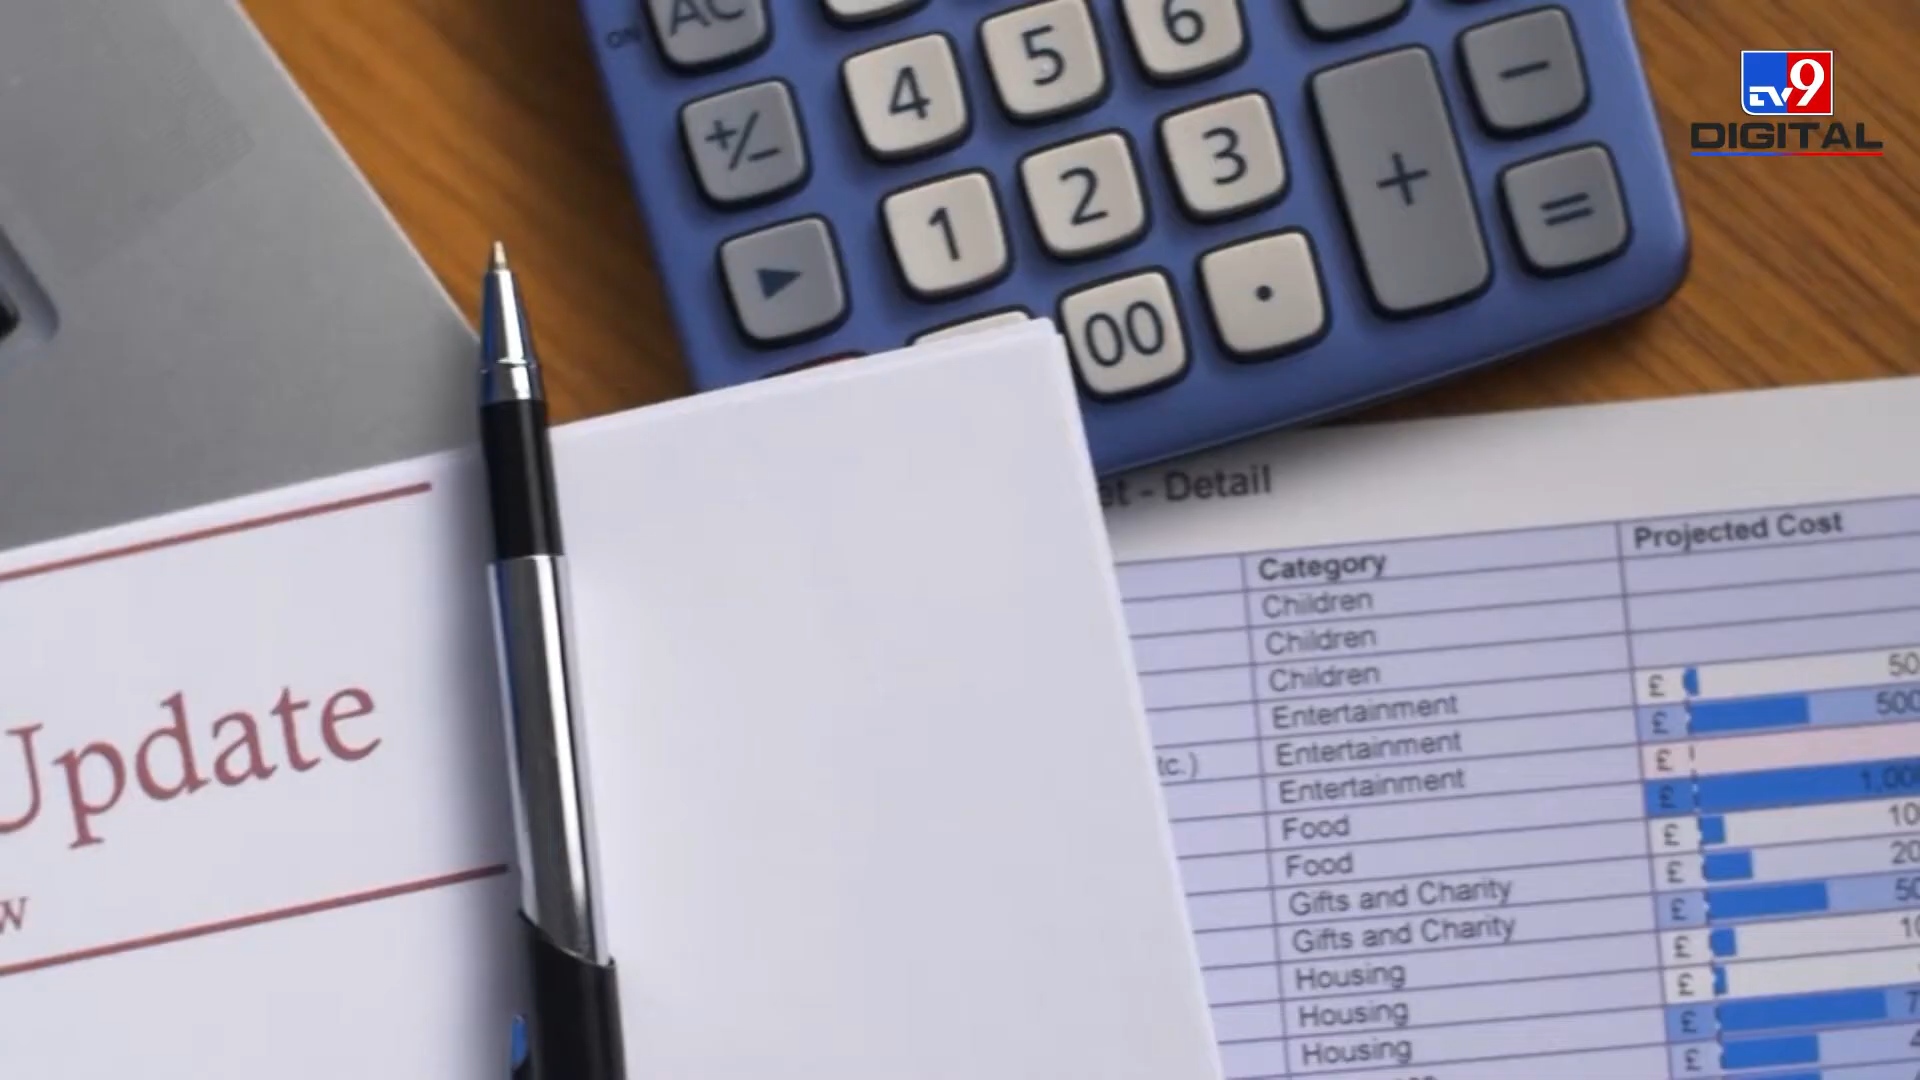 AC
ON
4
5
6
+/-
1
2
3
+
−
=
▶
00
.
TV9
DIGITAL
- Detail
Category
Projected Cost
Children
Children
Children
£
Entertainment
£
Entertainment
£
Entertainment
£
Food
£
Food
£
Gifts and Charity
£
Gifts and Charity
£
Housing
£
Housing
£
Housing
£
tc.)
Update